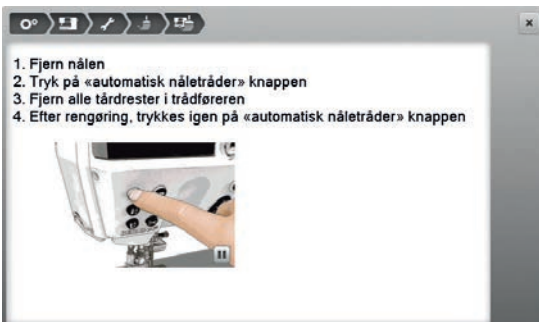 1. Fjern nålen
2. Tryk på «automatisk nåletråder» knappen
3. Fjern alle tårdrester i trådføreren
4. Efter rengøring, trykkes igen på «automatisk nåletråder» knappen